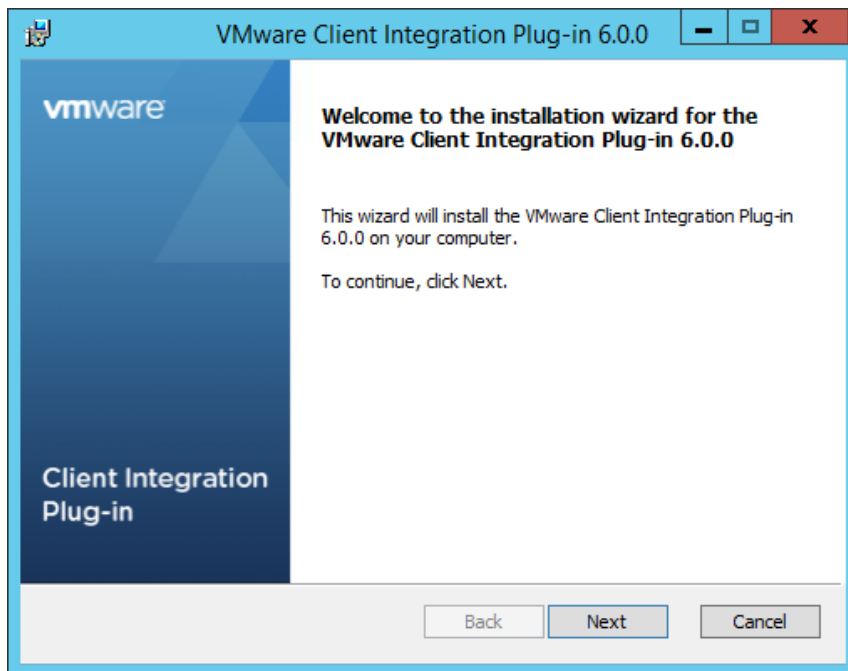 VMware Client Integration Plug-in 6.0.0
vmware
Welcome to the installation wizard for the
VMware Client Integration Plug-in 6.0.0
This wizard will install the VMware Client Integration Plug-in
6.0.0 on your computer.
To continue, click Next.
Client Integration
Plug-in
Back
Next
Cancel